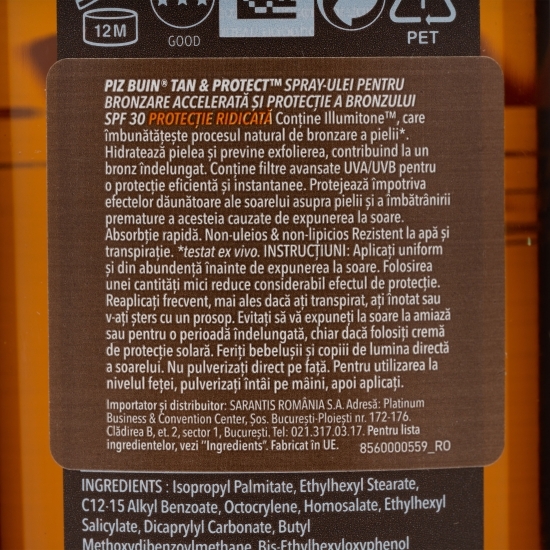 12M
GOOD
PET
PIZ BUIN® TAN & PROTECT™ SPRAY-ULEI PENTRU
BRONZARE ACCELERATĂ ȘI PROTECȚIE A BRONZULUI
SPF 30 PROTECȚIE RIDICATĂ Conține Illumitone™, care
îmbunătățește procesul natural de bronzare a pielii*.
Hidratează pielea și previne exfolierea, contribuind la un
bronz îndelungat. Conține filtre avansate UVA/UVB pentru
o protecție eficientă și instantanee. Protejează împotriva
efectelor dăunătoare ale soarelui asupra pielii și a îmbătrânirii
premature a acesteia cauzate de expunerea la soare.
Absorbție rapidă. Non-uleios & non-lipicios Rezistent la apă și
transpirație. *testat ex vivo. INSTRUCȚIUNI: Aplicați uniform
și din abundență înainte de expunerea la soare. Folosirea
unei cantități mici reduce considerabil efectul de protecție.
Reaplicați frecvent, mai ales dacă ați transpirat, ați înotat sau
v-ați șters cu un prosop. Evitați să vă expuneți la soare la amiază
sau pentru o perioadă îndelungată, chiar dacă folosiți cremă
de protecție solară. Feriți bebelușii și copiii de lumina directă
a soarelui. Nu pulverizați direct pe față. Pentru utilizarea la
nivelul feței, pulverizați întâi pe mâini, apoi aplicați.
Importator și distribuitor: SARANTIS ROMÂNIA S.A. Adresă: Platinum
Business & Convention Center, Șos. București-Ploiești nr. 172-176.
Clădirea B, et. 2, sector 1, București. Tel: 021.317.03.17. Pentru lista
ingredientelor, vezi "Ingredients". Fabricat în UE. 8560000559_RO
INGREDIENTS : Isopropyl Palmitate, Ethylhexyl Stearate,
C12-15 Alkyl Benzoate, Octocrylene, Homosalate, Ethylhexyl
Salicylate, Dicaprylyl Carbonate, Butyl
Methoxydibenzoylmethane, Bis-Ethylhexyloxyphenol